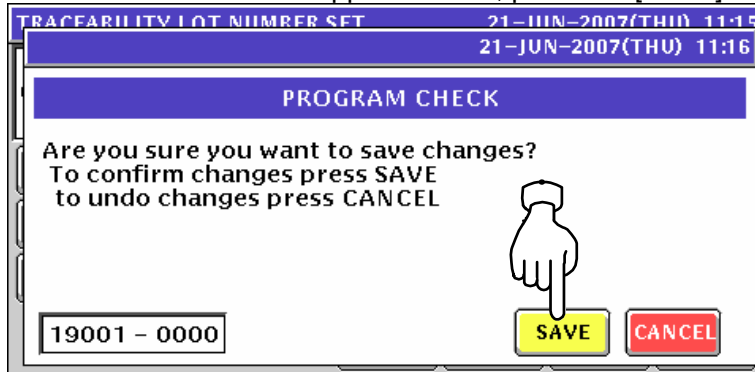 TRACEABILITY LOT NUMBER SET 21-JUN-2007(THU) 11:15
21-JUN-2007(THU) 11:16
PROGRAM CHECK
Are you sure you want to save changes?
To confirm changes press SAVE
to undo changes press CANCEL
19001 - 0000 SAVE CANCEL